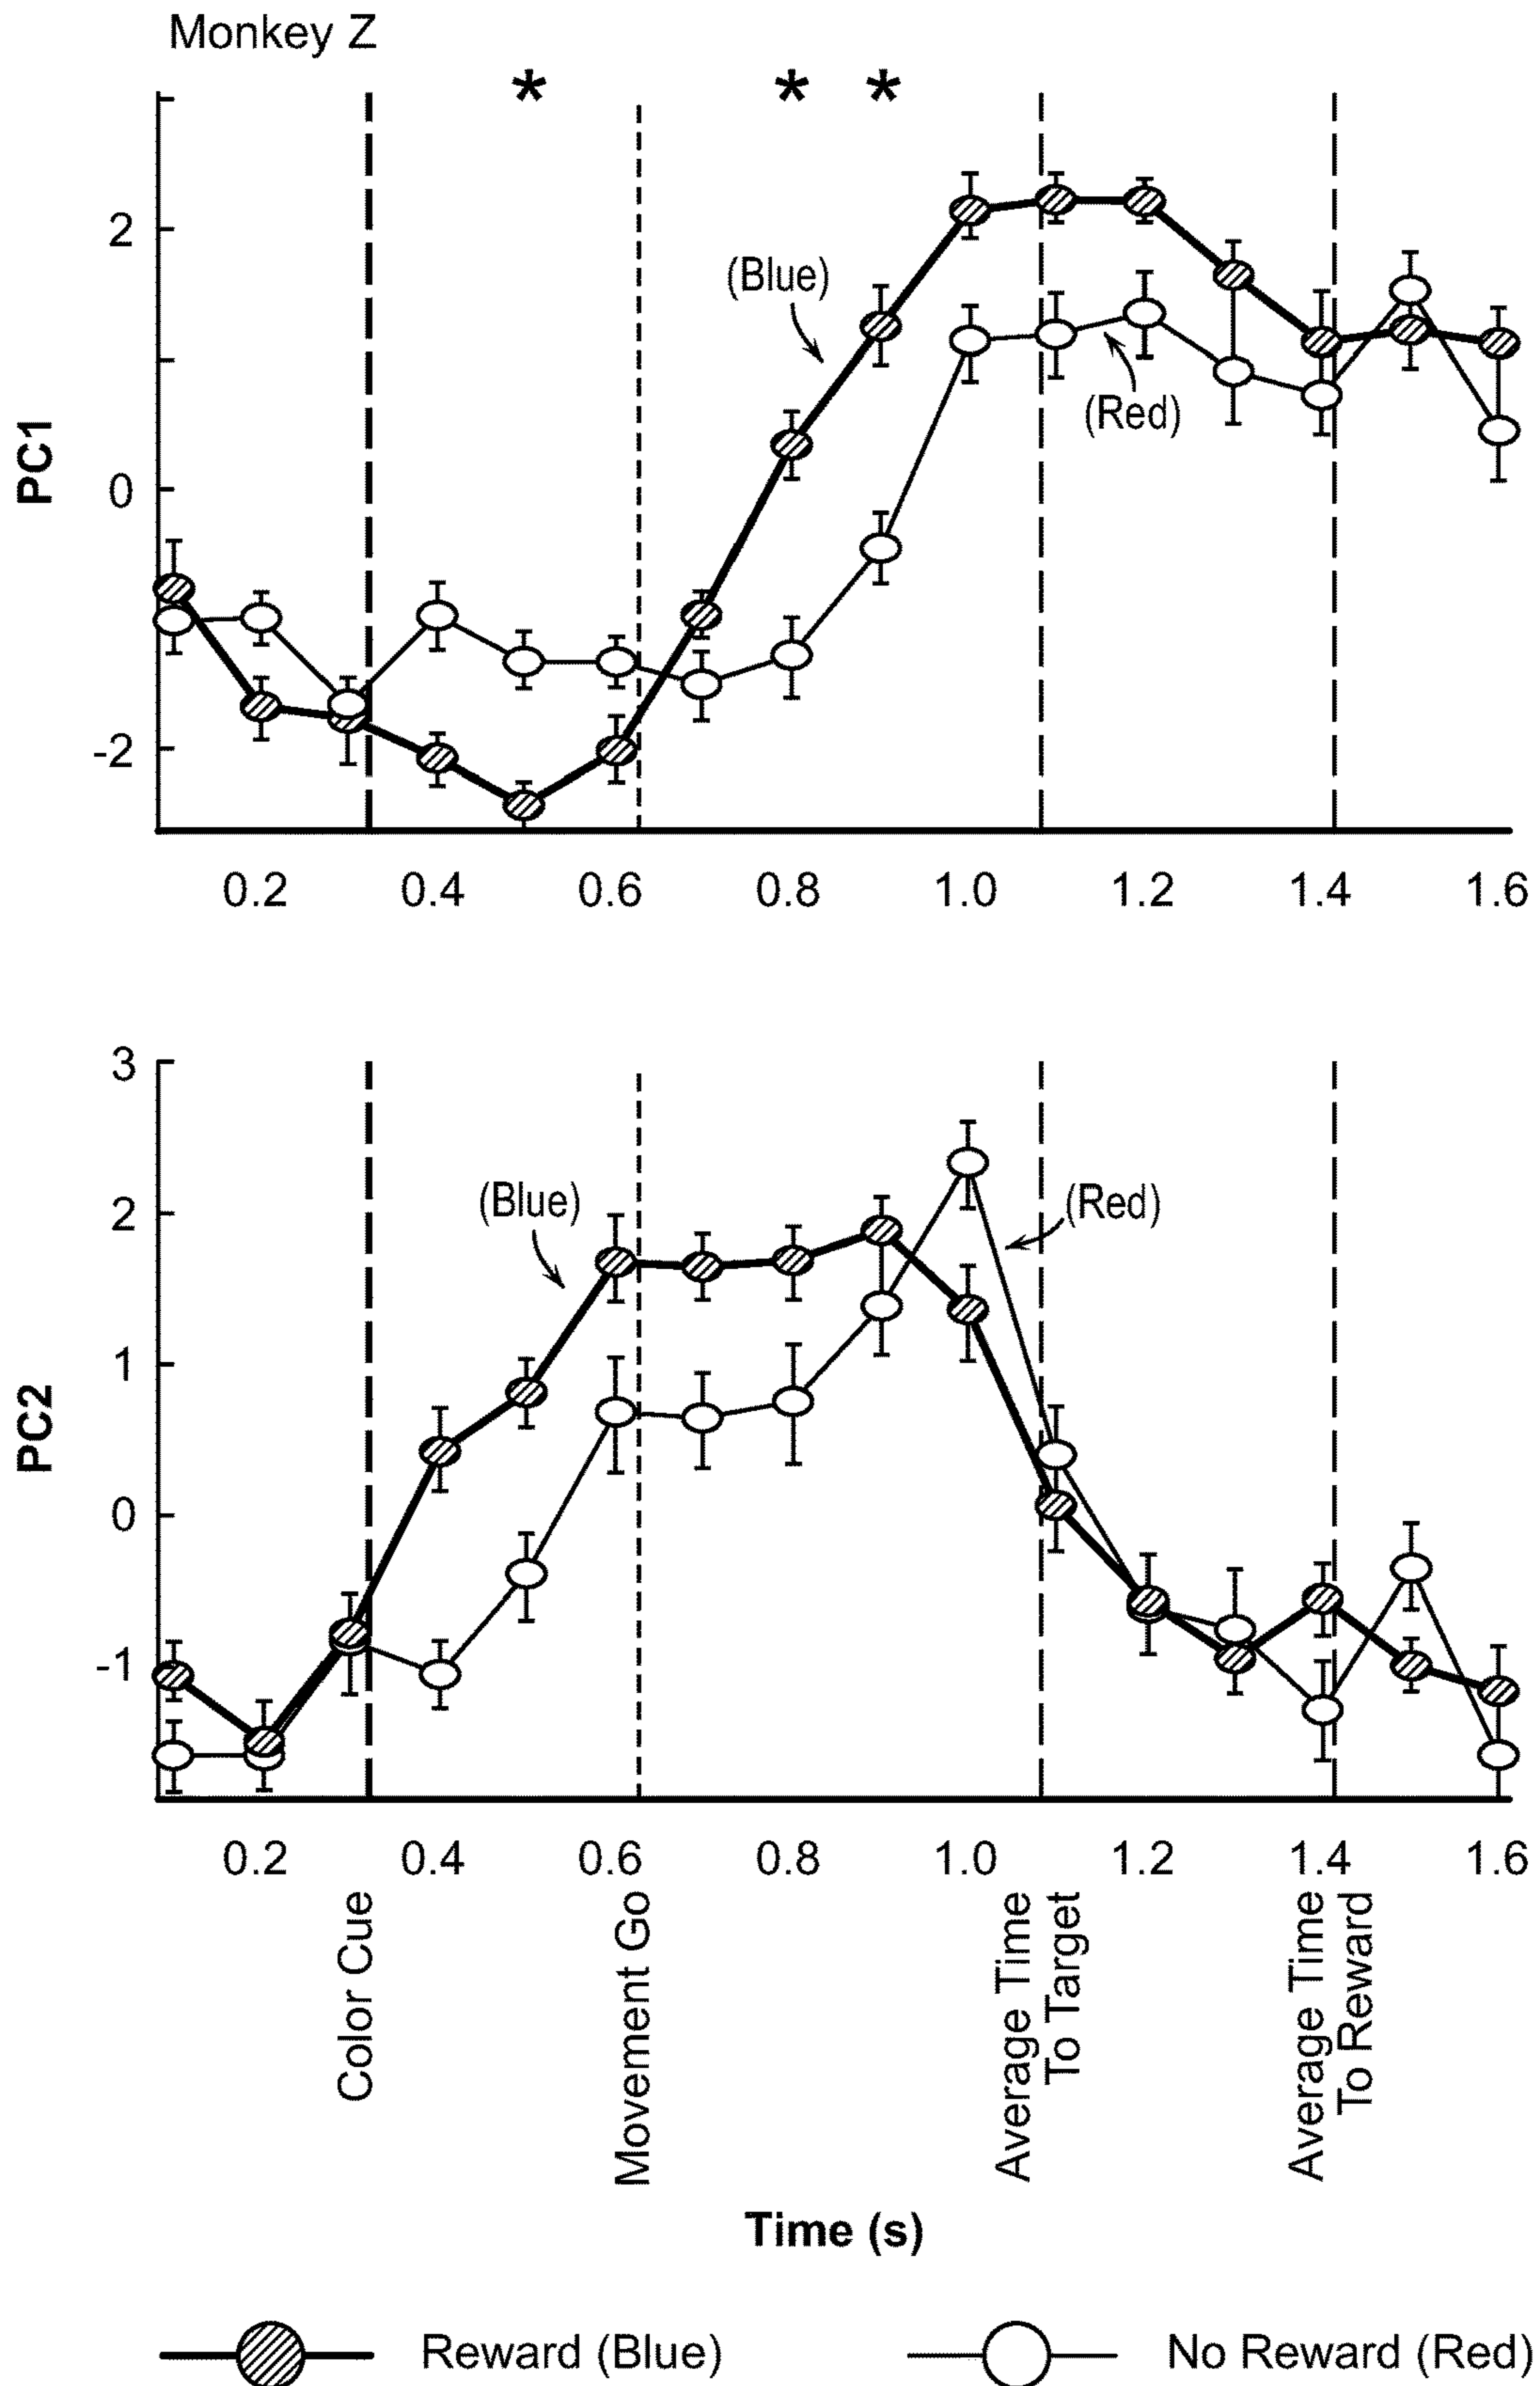 Monkey Z
* * *
PC1
2
0
-2
(Blue)
(Red)
0.2 0.4 0.6 0.8 1.0 1.2 1.4 1.6
PC2
3
2
1
0
-1
(Blue)
(Red)
0.2 0.4 0.6 0.8 1.0 1.2 1.4 1.6
Color Cue
Movement Go
Average Time
To Target
Average Time
To Reward
Time (s)
Reward (Blue)
No Reward (Red)